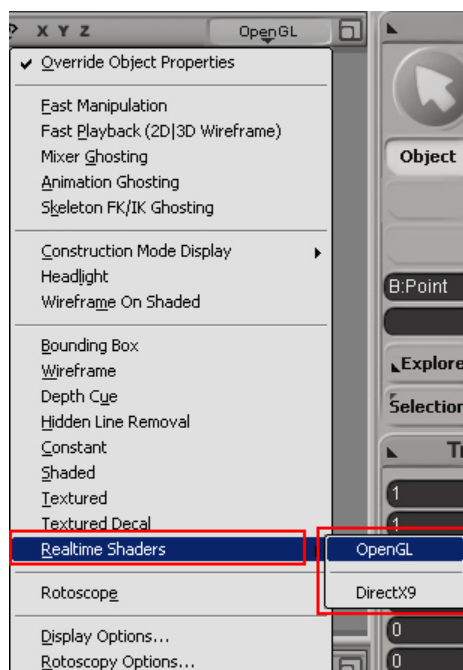 ? X Y Z OpenGL
Override Object Properties
Fast Manipulation
Fast Playback (2D|3D Wireframe)
Mixer Ghosting
Animation Ghosting
Skeleton FK/IK Ghosting
Construction Mode Display
Headlight
Wireframe On Shaded
Bounding Box
Wireframe
Depth Cue
Hidden Line Removal
Constant
Shaded
Textured
Textured Decal
Realtime Shaders
Rotoscope
Display Options...
Rotoscopy Options...
OpenGL
DirectX9
Object
B:Point
Explore
Selection
Tr
1
1
0
0